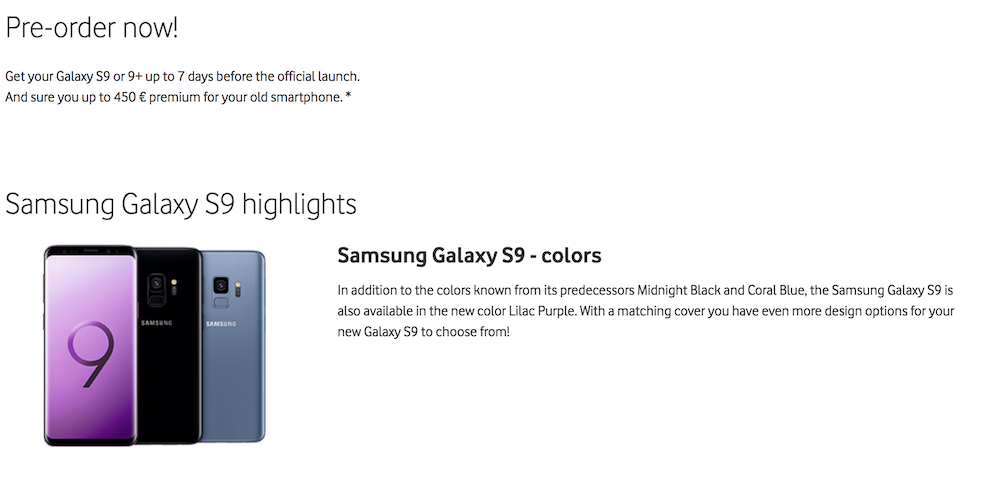 Pre-order now!
Get your Galaxy S9 or 9+ up to 7 days before the official launch.
And sure you up to 450 € premium for your old smartphone. *
Samsung Galaxy S9 highlights
9
SAMSUNG
SAMSUNG
Samsung Galaxy S9 - colors
In addition to the colors known from its predecessors Midnight Black and Coral Blue, the Samsung Galaxy S9 is
also available in the new color Lilac Purple. With a matching cover you have even more design options for your
new Galaxy S9 to choose from!